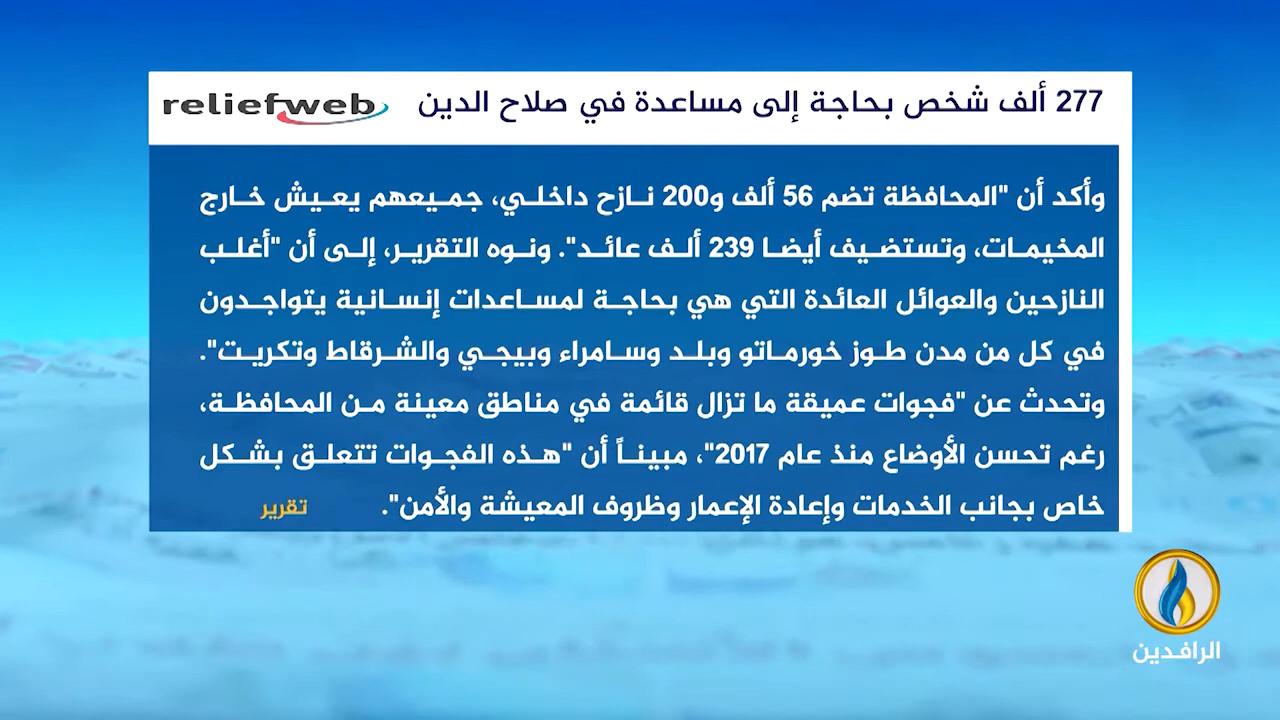 277 ألف شخص بحاجة إلى مساعدة في صلاح الدين
reliefweb
وأكد أن "المحافظة تضم 56 ألف و200 نازح داخلي، جميعهم يعيش خارج
المخيمات، وتستضيف أيضا 239 ألف عائد". ونوه التقرير، إلى أن "أغلب
النازحين والعوائل العائدة التي هي بحاجة لمساعدات إنسانية يتواجدون
في كل من مدن طوز خورماتو وبلد وسامراء وبيجي والشرقاط وتكريت".
وتحدث عن "فجوات عميقة ما تزال قائمة في مناطق معينة من المحافظة،
رغم تحسن الأوضاع منذ عام 2017"، مبيناً أن "هذه الفجوات تتعلق بشكل
خاص بجانب الخدمات وإعادة الإعمار وظروف المعيشة والأمن".
تقرير
الرافدين